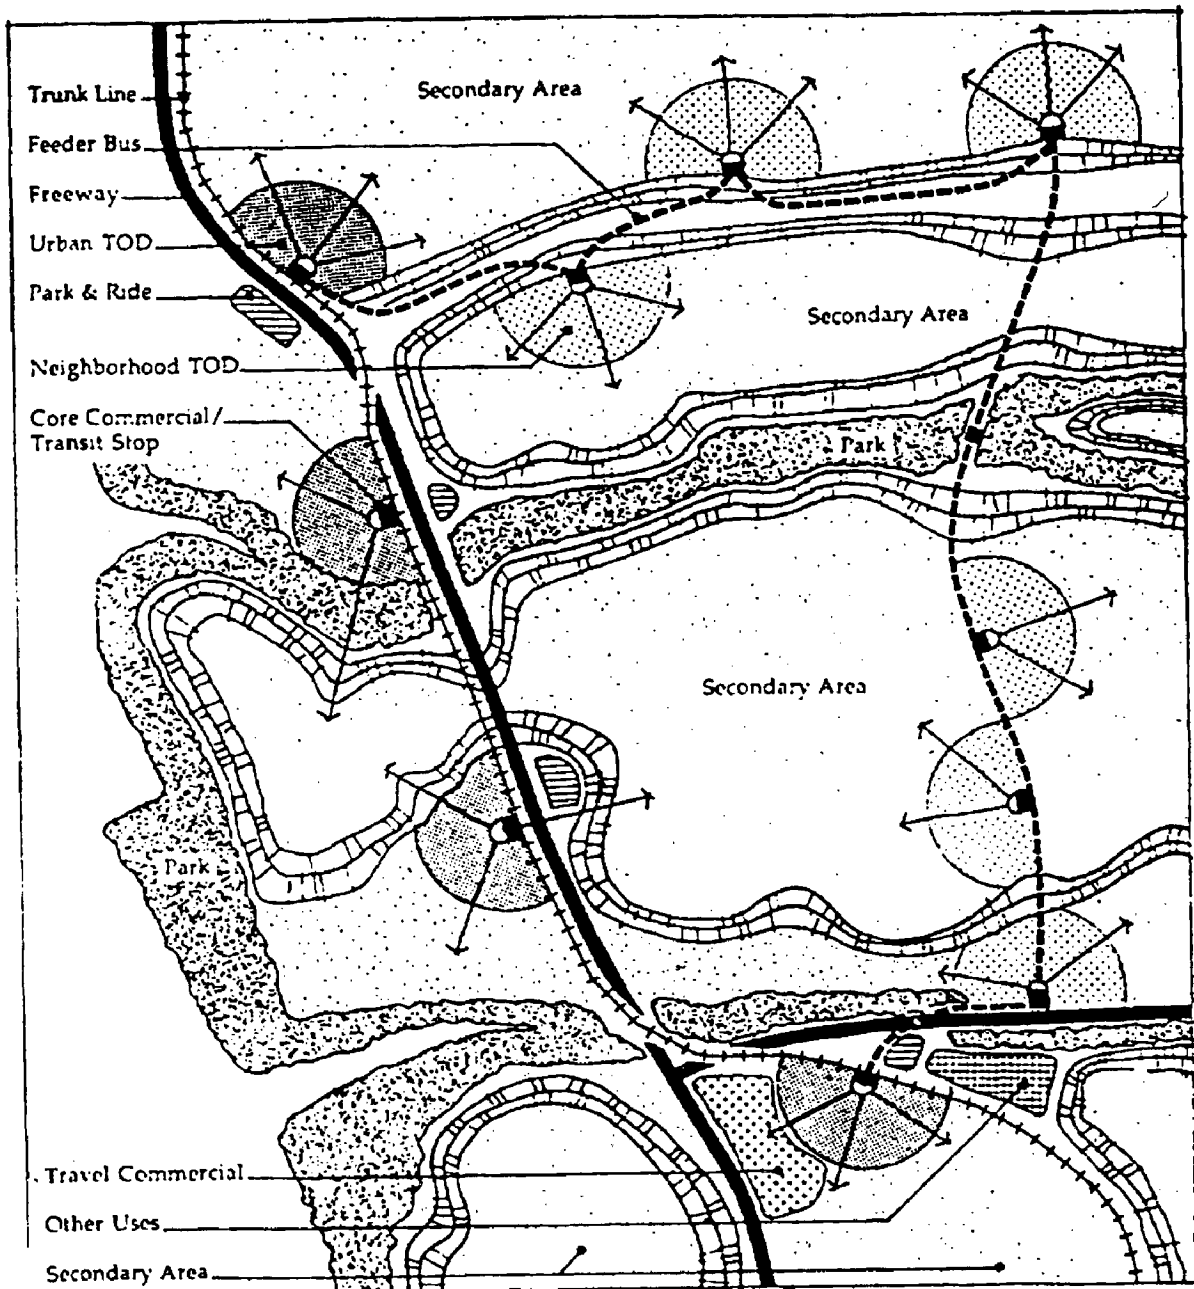 Secondary Area
Trunk Line
Feeder Bus
Freeway
Urban TOD
Park & Ride
Secondary Area
Neighborhood TOD
Core Commercial/
Transit Stop
Park
Secondary Area
Park
Travel Commercial
Other Uses
Secondary Area